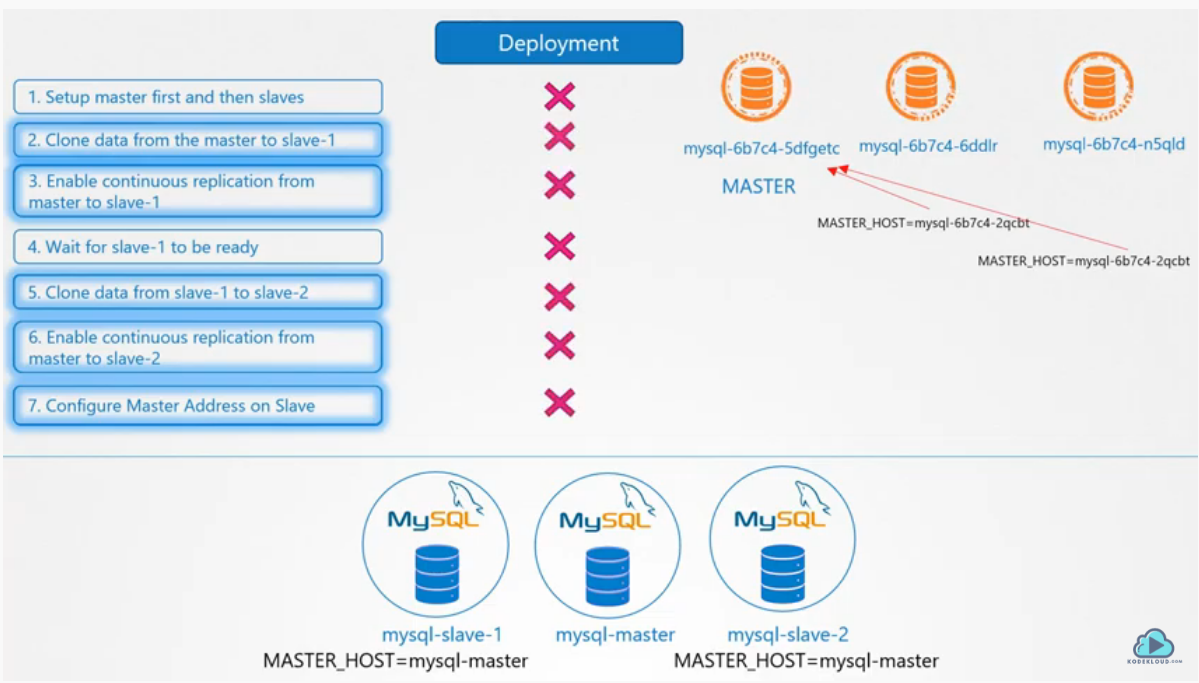 Deployment
1. Setup master first and then slaves
2. Clone data from the master to slave-1
3. Enable continuous replication from
master to slave-1
4. Wait for slave-1 to be ready
5. Clone data from slave-1 to slave-2
6. Enable continuous replication from
master to slave-2
7. Configure Master Address on Slave
mysql-6b7c4-5dfgetc
mysql-6b7c4-6ddlr
mysql-6b7c4-n5qld
MASTER
MASTER_HOST=mysql-6b7c4-2qcbt
MASTER_HOST=mysql-6b7c4-2qcbt
MySQL
MySQL
MySQL
mysql-slave-1
mysql-master
mysql-slave-2
MASTER_HOST=mysql-master
MASTER_HOST=mysql-master
KODEKLOUD.COM